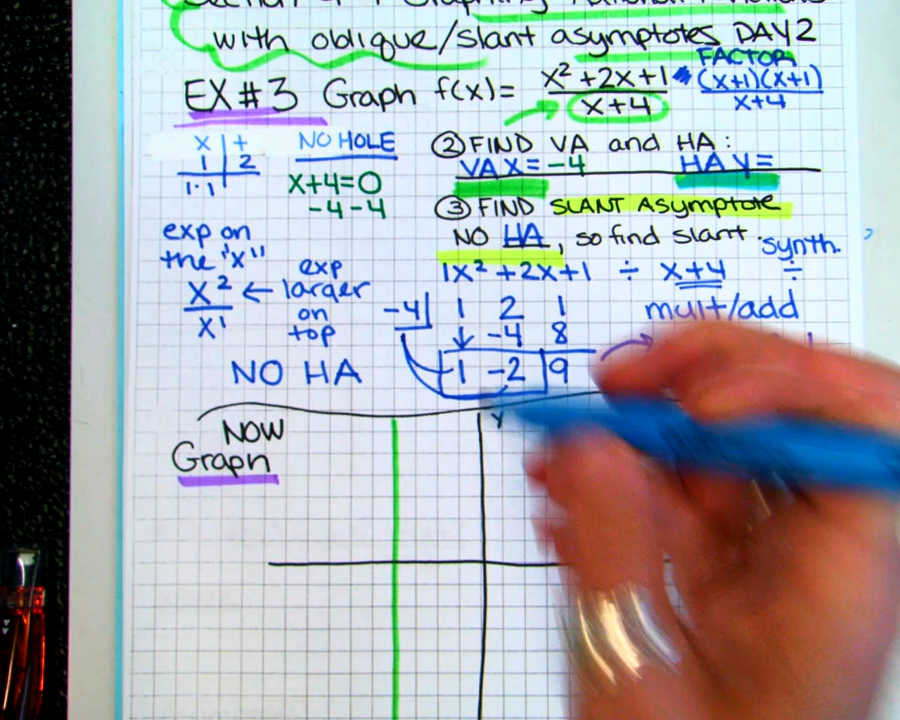 with oblique/slant asymptotes DAY 2
EX#3 Graph f(x) = x² + 2x + 1 / x + 4
FACTOR
(x+1)(x+1) / x+4
x | +
1 | 2
1·1
NO HOLE
x+4=0
-4 -4
② FIND VA and HA:
VA X = -4 HA y =
③ FIND SLANT Asymptote
NO HA, so find slant.
exp on
the "x"
x² / x¹
← exp
larger
on
top
NO HA
1x² + 2x + 1 ÷ x + 4
synth.
÷
mult/add
-4| 1 2 1
↓ -4 8
1 -2 | 9
NOW
Graph
y